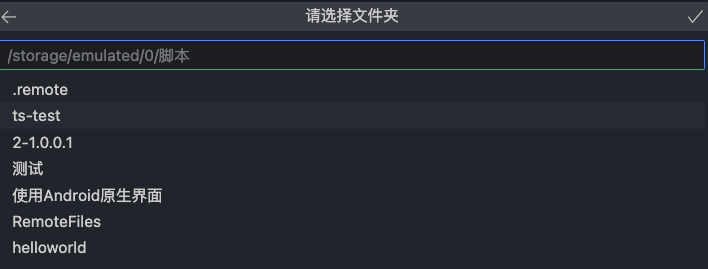 请选择文件夹
/storage/emulated/0/脚本
.remote
ts-test
2-1.0.0.1
测试
使用Android原生界面
RemoteFiles
helloworld